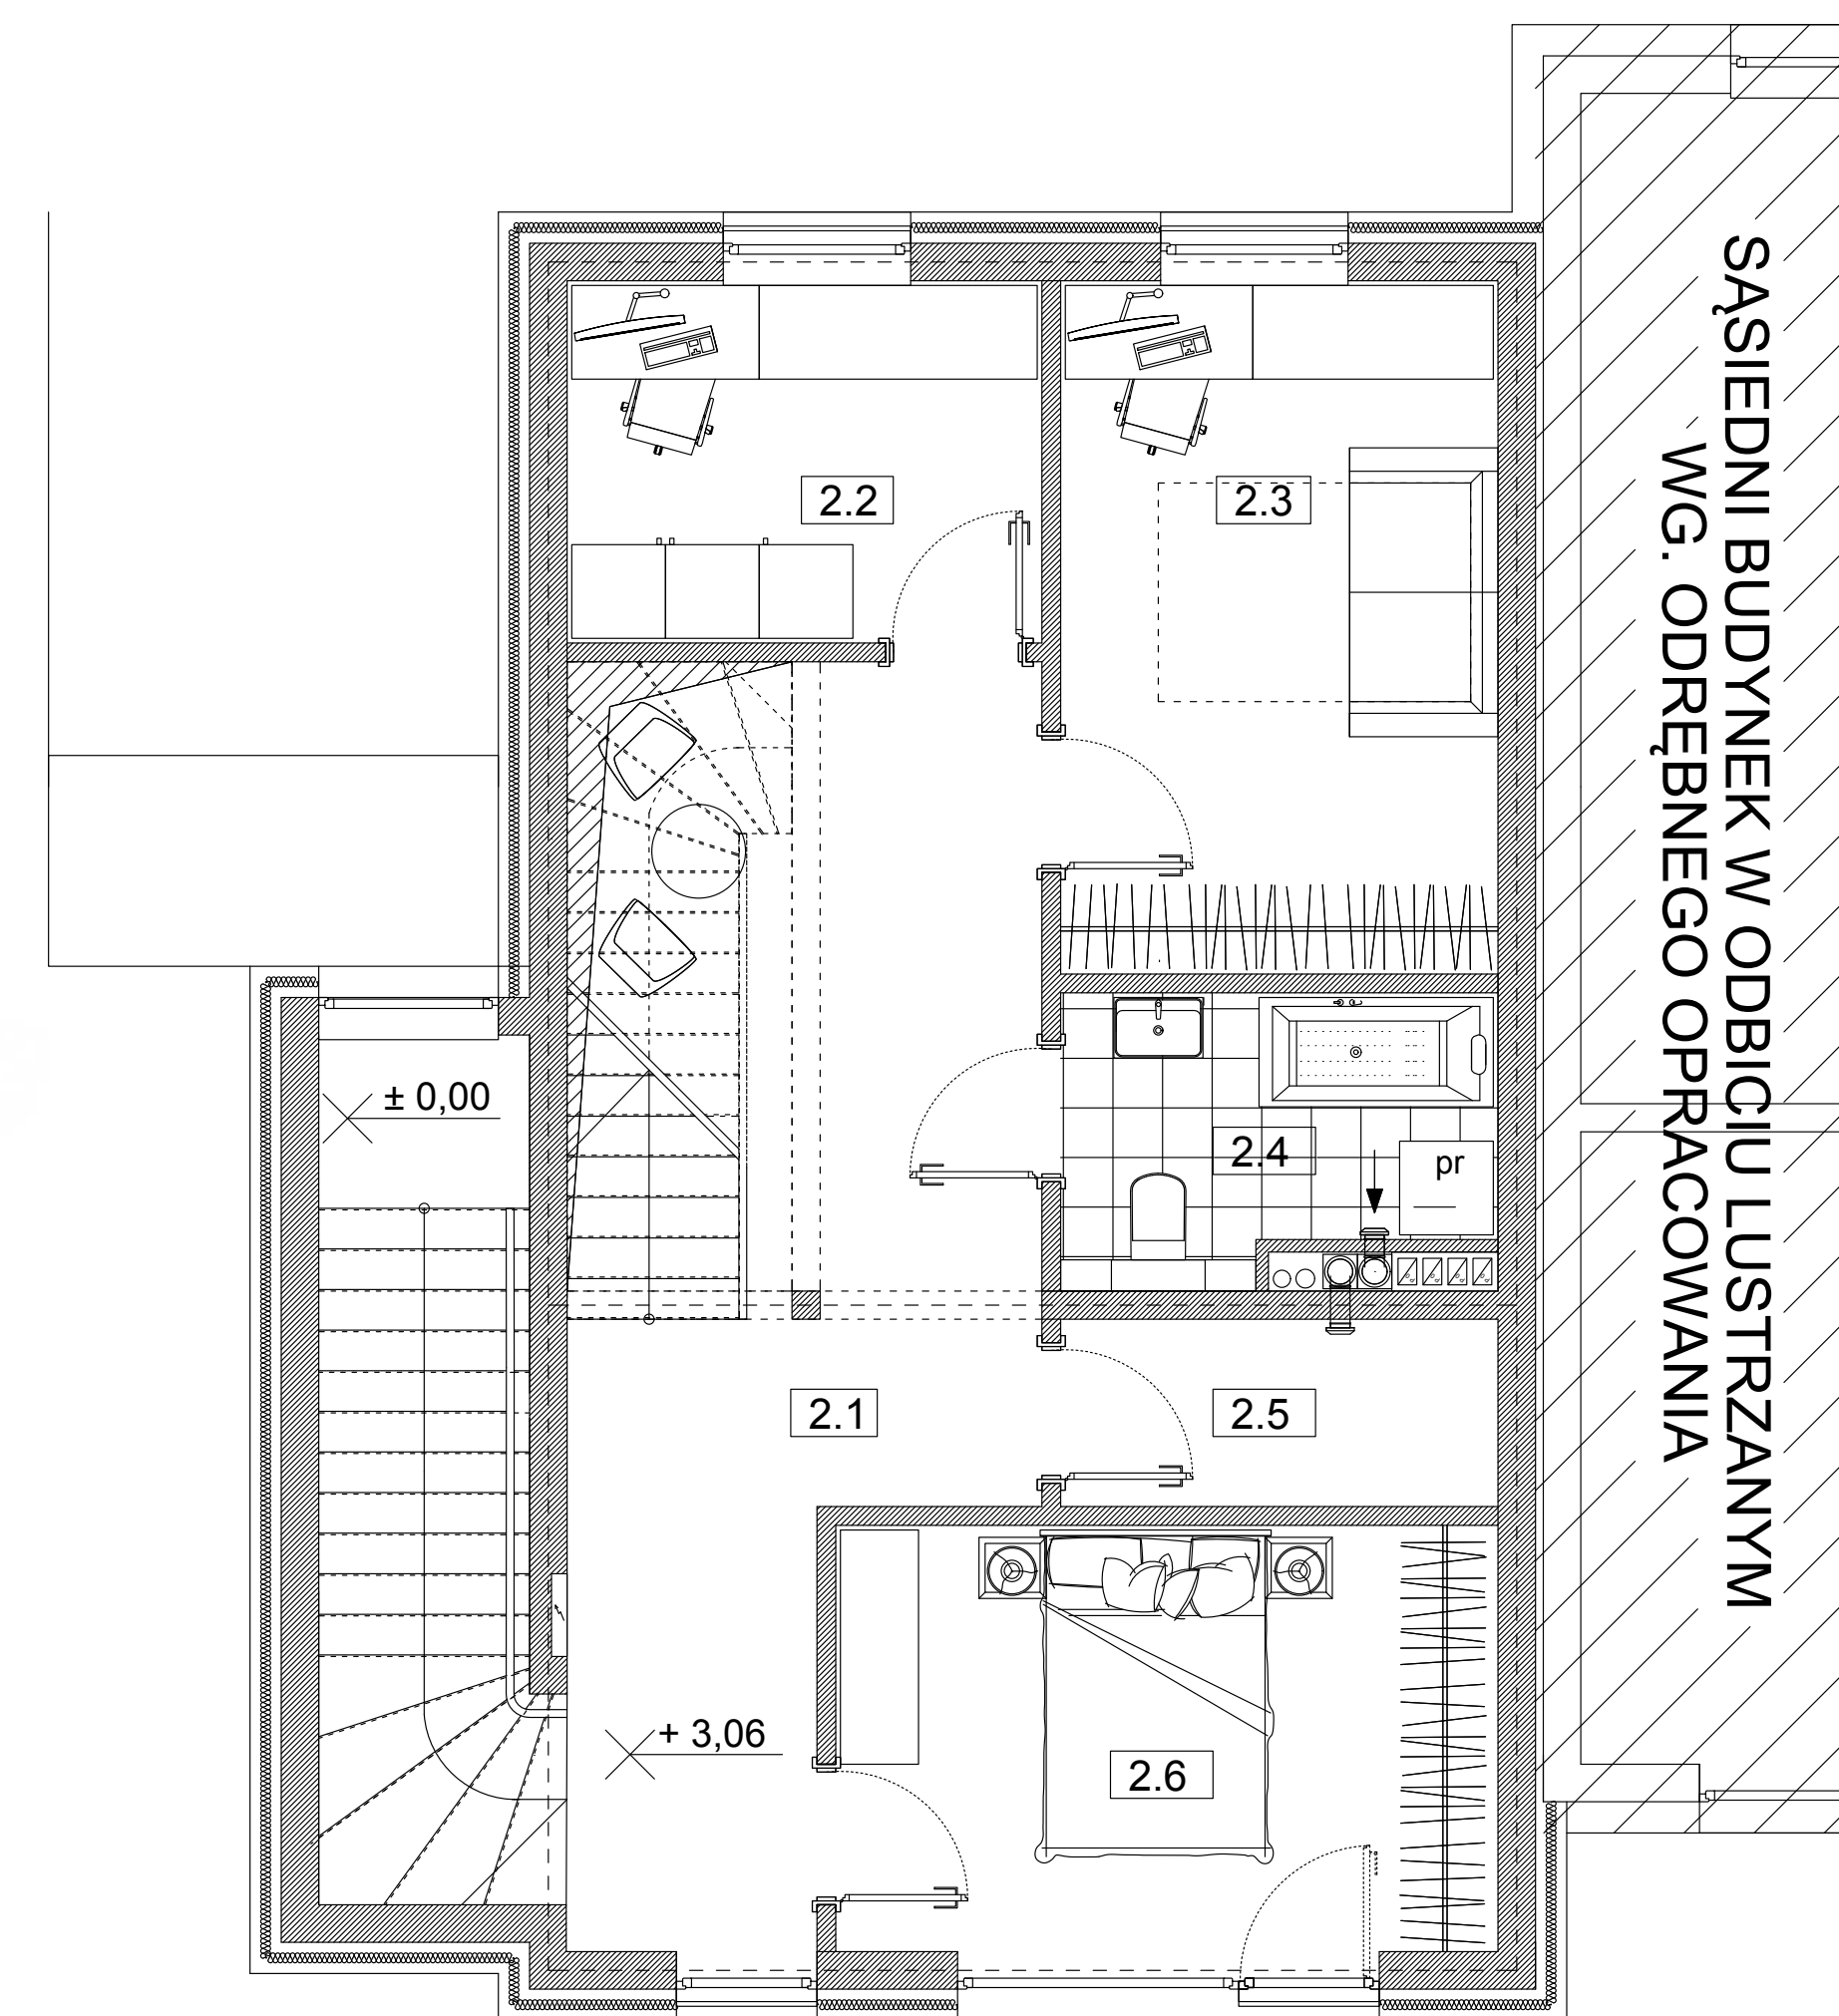 2.2
2.3
SĄSIEDNI BUDYNEK W ODBICIU LUSTRZANYM
WG. ODRĘBNEGO OPRACOWANIA
± 0,00
2.4
pr
2.1
2.5
+ 3,06
2.6